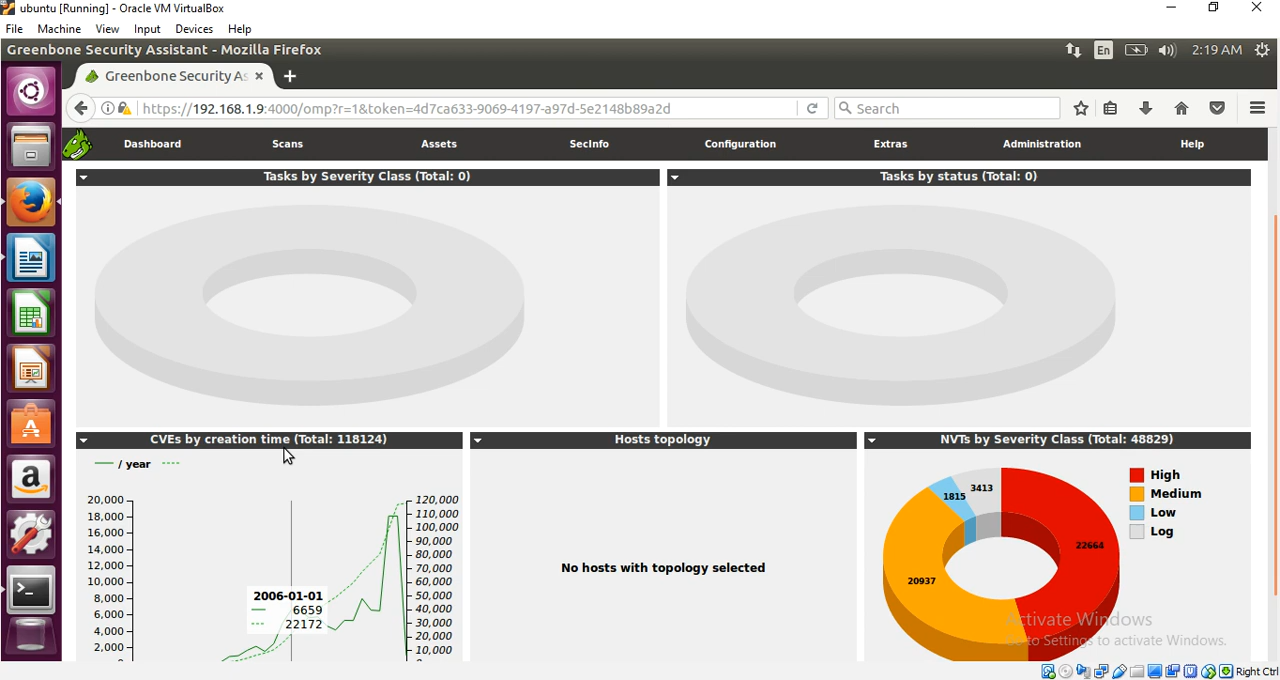 ubuntu [Running] - Oracle VM VirtualBox
File Machine View Input Devices Help
Greenbone Security Assistant - Mozilla Firefox
En 2:19 AM
Greenbone Security As
https://192.168.1.9:4000/omp?r=1&token=4d7ca633-9069-4197-a97d-5e2148b89a2d
Search
Dashboard Scans Assets SecInfo Configuration Extras Administration Help
Tasks by Severity Class (Total: 0)
Tasks by status (Total: 0)
CVEs by creation time (Total: 118124)
Hosts topology
NVTs by Severity Class (Total: 48829)
/ year
20,000
18,000
16,000
14,000
12,000
10,000
8,000
6,000
4,000
2,000
120,000
110,000
100,000
90,000
80,000
70,000
60,000
50,000
40,000
30,000
20,000
10,000
2006-01-01
6659
22172
No hosts with topology selected
3413
1815
22664
20937
High
Medium
Low
Log
Activate Windows
Go to Settings to activate Windows.
Right Ctrl